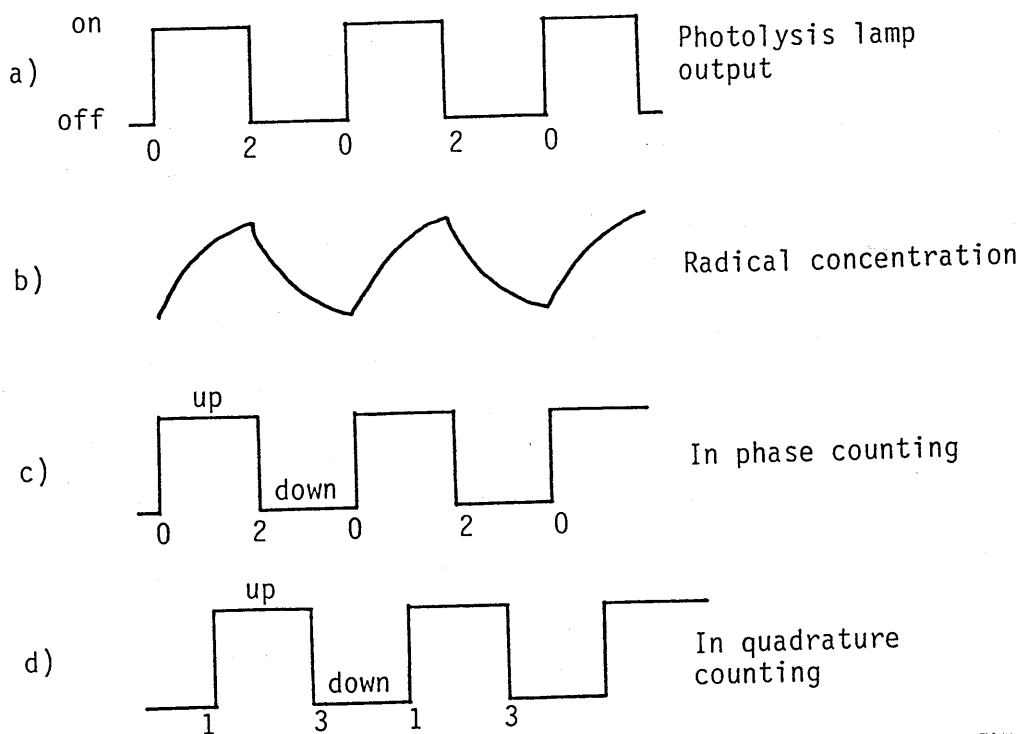 on
a)
off
Photolysis lamp
output
0 2 0 2 0
b)
Radical concentration
up
c)
down
In phase counting
0 2 0 2 0
up
d)
down
In quadrature
counting
1 3 1 3